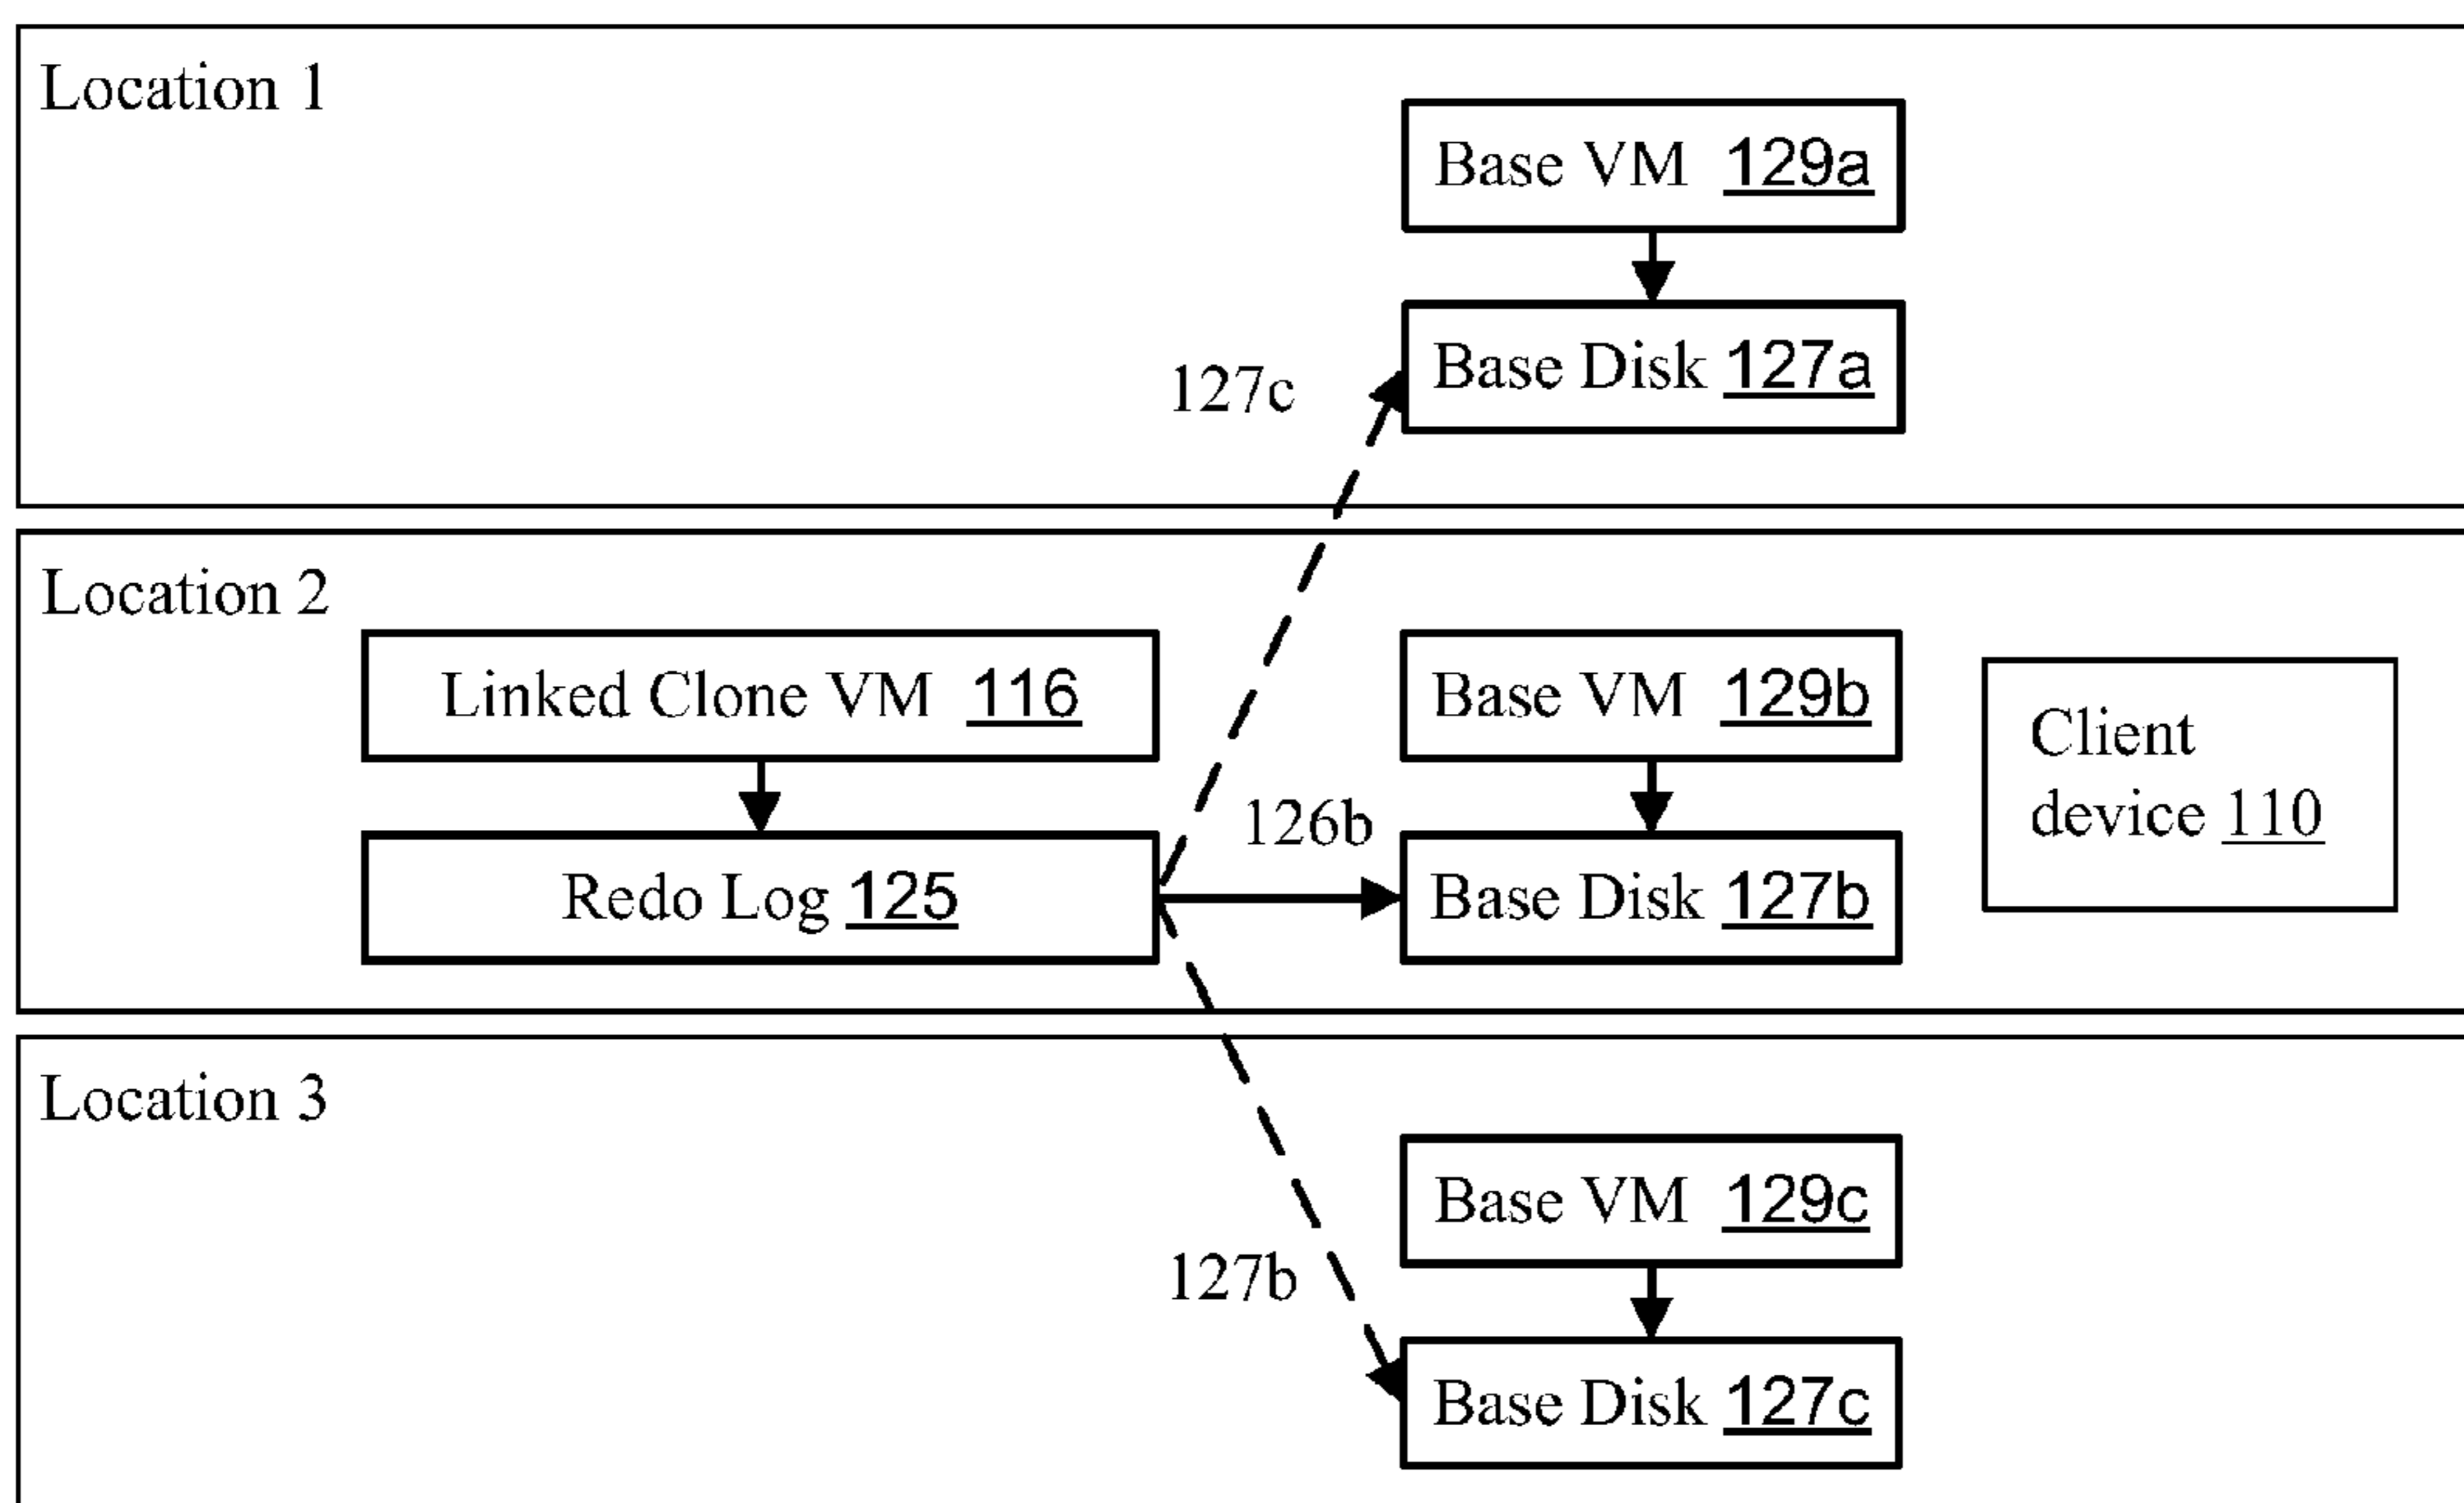 Location 1
Base VM 129a
Base Disk 127a
127c
Location 2
Linked Clone VM 116
Base VM 129b
Client
device 110
126b
Redo Log 125
Base Disk 127b
Location 3
Base VM 129c
127b
Base Disk 127c